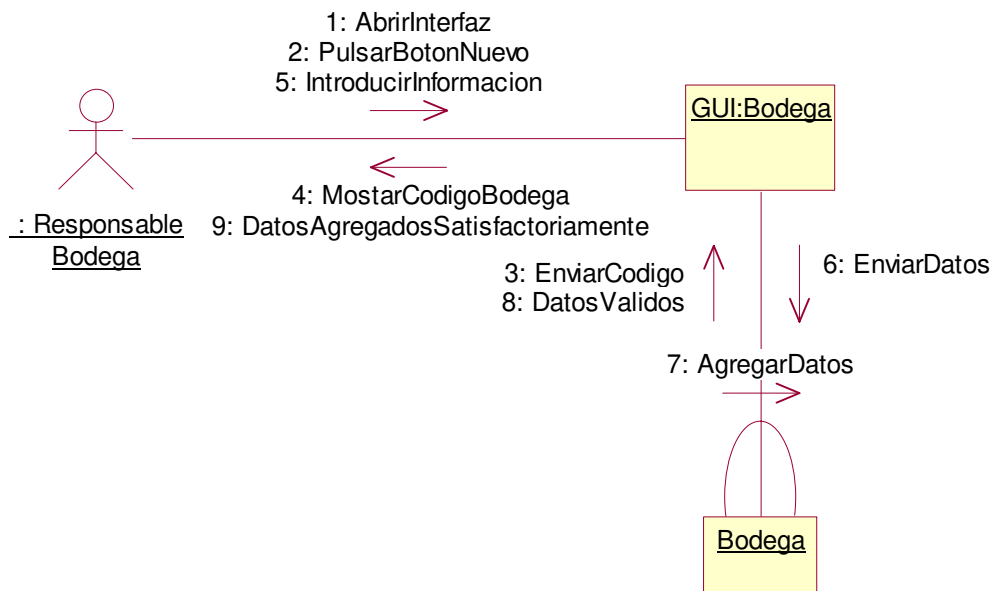 1: AbrirInterfaz
2: PulsarBotonNuevo
5: IntroducirInformacion
GUI:Bodega
4: MostarCodigoBodega
9: DatosAgregadosSatisfactoriamente
: Responsable
Bodega
3: EnviarCodigo
8: DatosValidos
6: EnviarDatos
7: AgregarDatos
Bodega